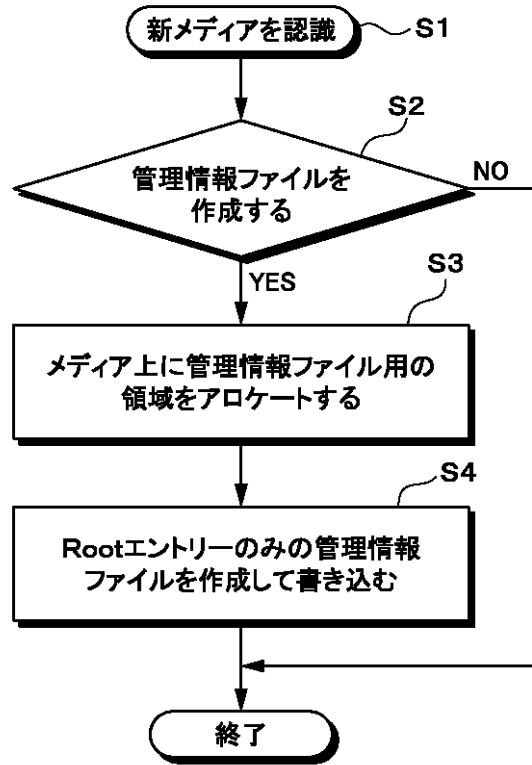 新メディアを認識
S1
S2
管理情報ファイルを
作成する
NO
YES
S3
メディア上に管理情報ファイル用の
領域をアロケートする
S4
Rootエントリーのみの管理情報
ファイルを作成して書き込む
終了